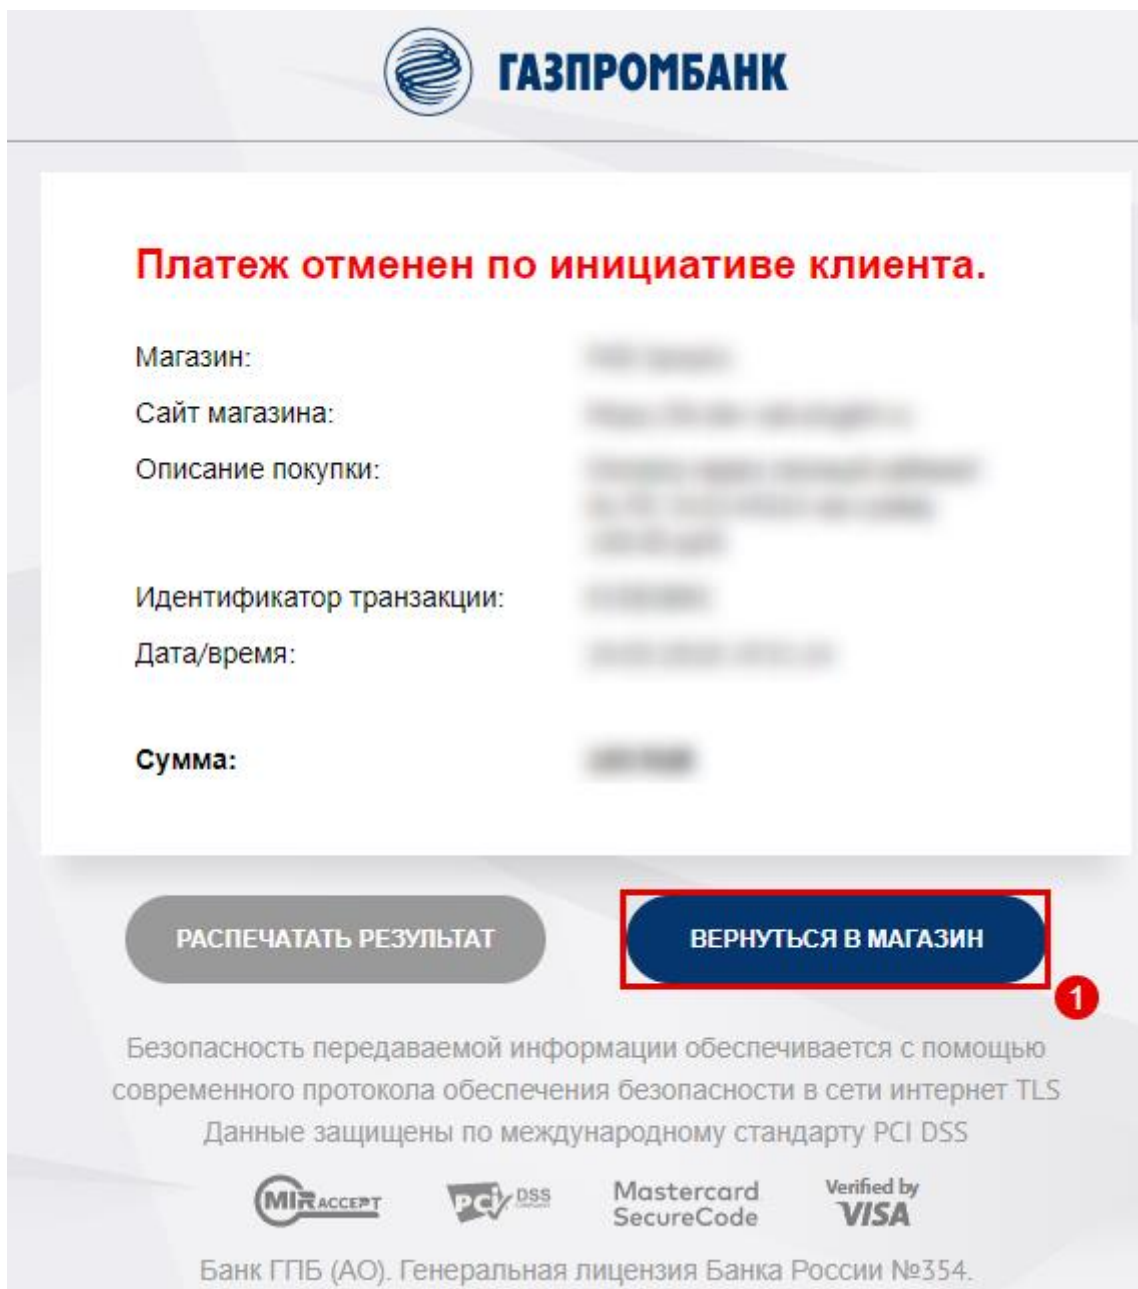 ГАЗПРОМБАНК
Платеж отменен по инициативе клиента.
Магазин:
Сайт магазина:
Описание покупки:
Идентификатор транзакции:
Дата/время:
Сумма:
РАСПЕЧАТАТЬ РЕЗУЛЬТАТ
ВЕРНУТЬСЯ В МАГАЗИН
1
Безопасность передаваемой информации обеспечивается с помощью
современного протокола обеспечения безопасности в сети интернет TLS
Данные защищены по международному стандарту PCI DSS
MIR ACCEPT
PCI DSS
Mastercard
SecureCode
Verified by
VISA
Банк ГПБ (АО). Генеральная лицензия Банка России №354.